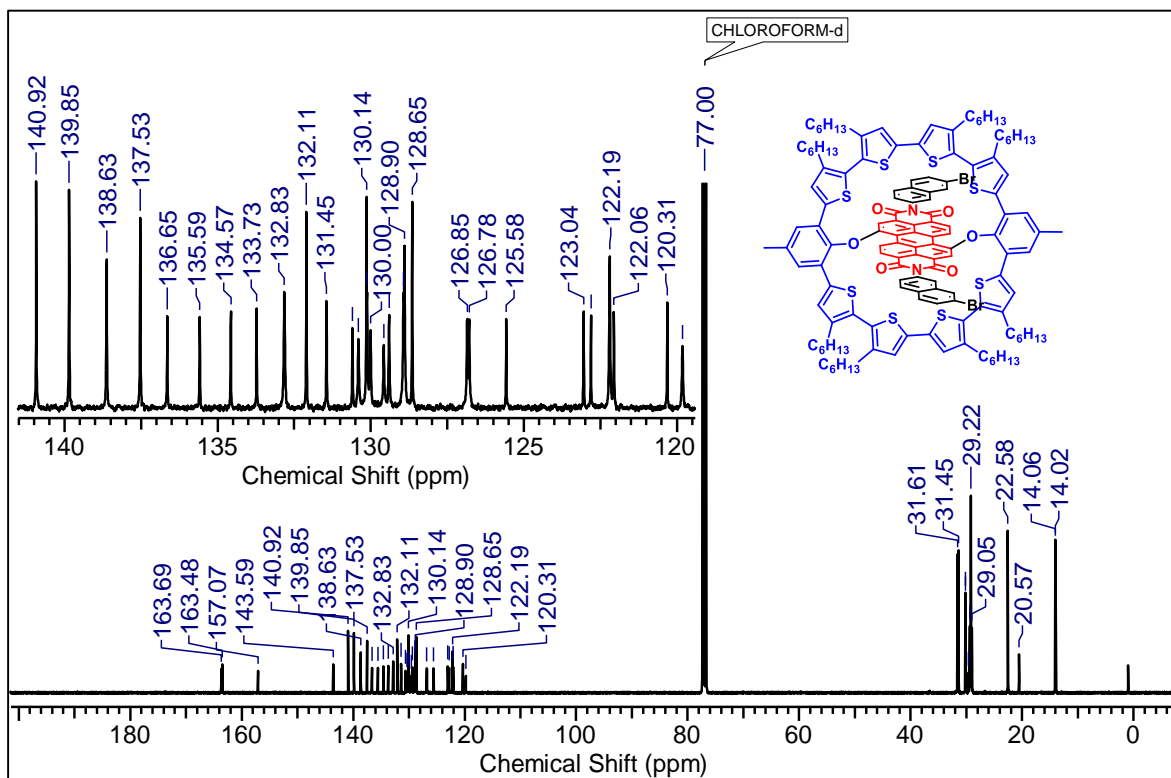 CHLOROFORM-d
77.00
140.92
139.85
138.63
137.53
136.65
135.59
134.57
133.73
132.83
132.11
131.45
130.14
130.00
128.90
128.65
126.85
126.78
125.58
123.04
122.19
122.06
120.31
140
135
130
125
120
Chemical Shift (ppm)
C6H13
C6H13
C6H13
C6H13
S
S
S
S
Br
O
N
O
O
O
O
N
O
Br
S
S
S
S
C6H13
C6H13
C6H13
C6H13
163.69
163.48
157.07
143.59
140.92
139.85
38.63
137.53
132.83
132.11
130.14
128.90
128.65
122.19
120.31
31.61
31.45
29.22
29.05
22.58
20.57
14.06
14.02
180
160
140
120
100
80
60
40
20
0
Chemical Shift (ppm)